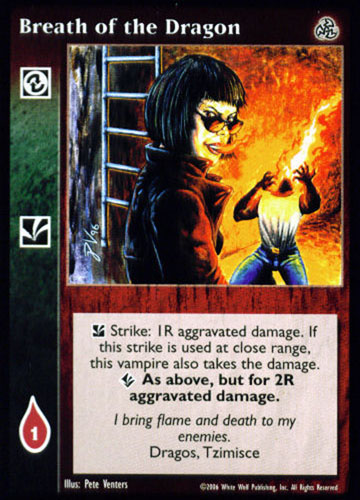 Breath of the Dragon
PV96
Strike: 1R aggravated damage. If
this strike is used at close range,
this vampire also takes the damage.
As above, but for 2R
aggravated damage.
I bring flame and death to my
enemies.
Dragos, Tzimisce
1
Illus: Pete Venters
©2006 White Wolf Publishing, Inc. All Rights Reserved